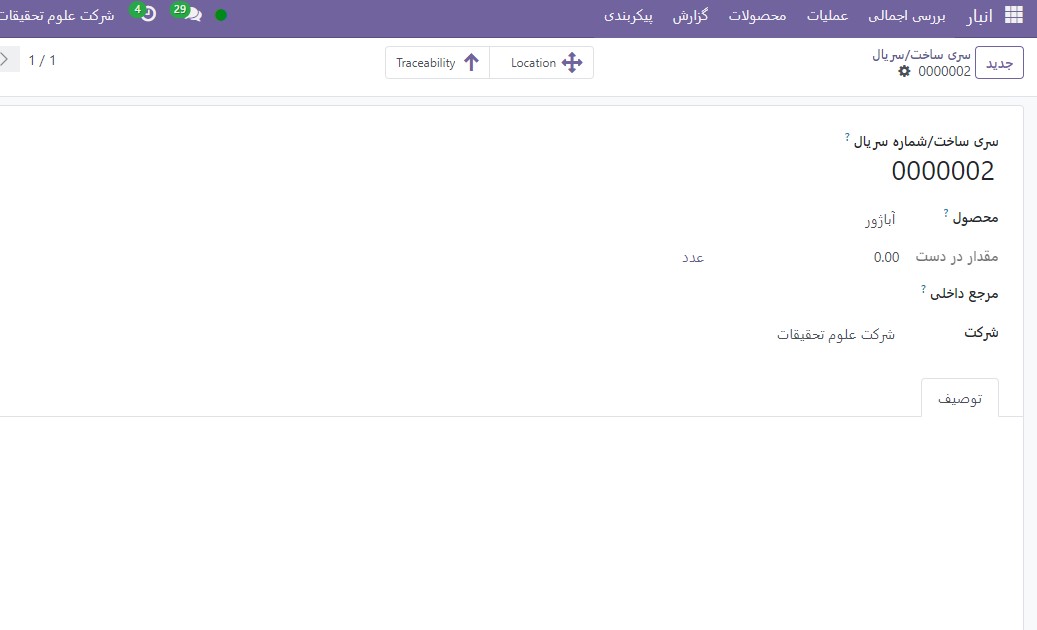 انبار بررسی اجمالی عملیات محصولات گزارش پیکربندی 29 4 شرکت علوم تحقیقات
جدید سری ساخت/سریال Location Traceability 1 / 1
0000002
سری ساخت/شماره سریال ?
0000002
محصول ? آباژور
مقدار در دست 0.00 عدد
مرجع داخلی ?
شرکت شرکت علوم تحقیقات
توصیف